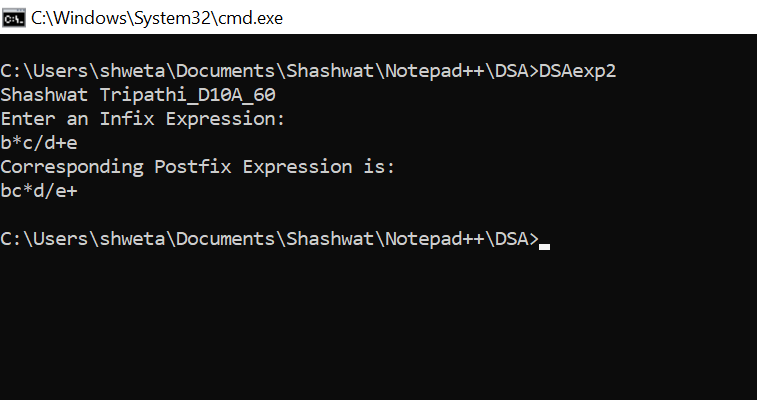 C:\Windows\System32\cmd.exe
C:\Users\shweta\Documents\Shashwat\Notepad++\DSA>DSAexp2
Shashwat Tripathi_D10A_60
Enter an Infix Expression:
b*c/d+e
Corresponding Postfix Expression is:
bc*d/e+
C:\Users\shweta\Documents\Shashwat\Notepad++\DSA>